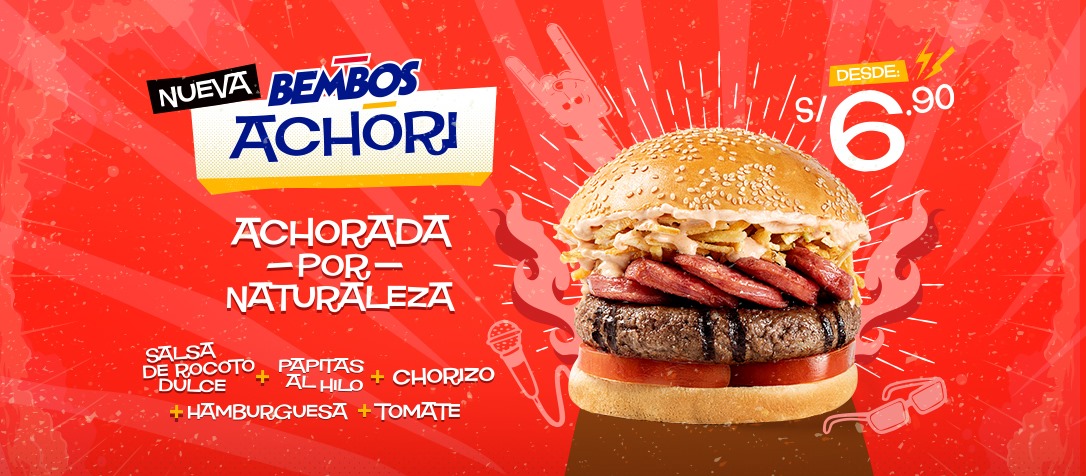 NUEVA
BEMBOS
ACHORI
ACHORADA
—POR—
NATURALEZA
SALSA
DE ROCOTO
DULCE
+
PAPITAS
AL HILO
+
CHORIZO
+HAMBURGUESA +TOMATE
DESDE:
S/6.90